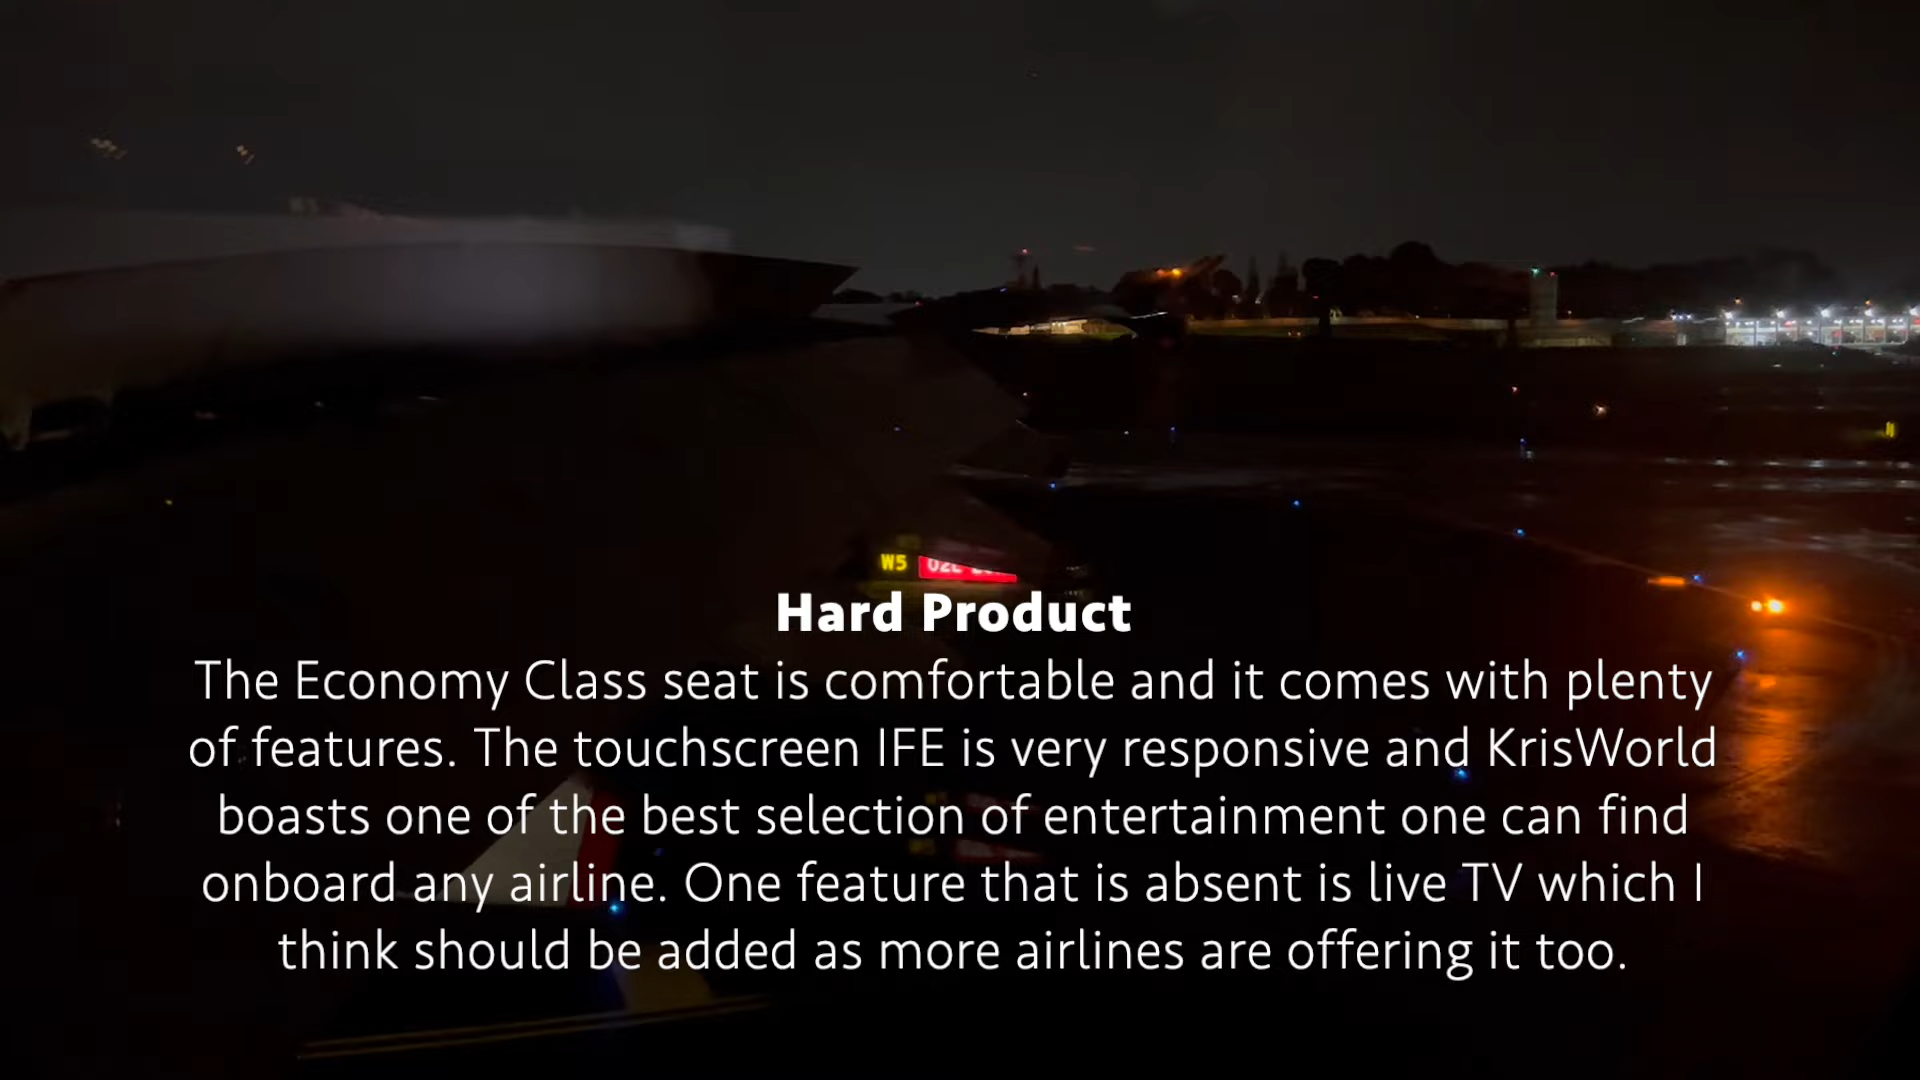 W5
Hard Product
The Economy Class seat is comfortable and it comes with plenty
of features. The touchscreen IFE is very responsive and KrisWorld
boasts one of the best selection of entertainment one can find
onboard any airline. One feature that is absent is live TV which I
think should be added as more airlines are offering it too.